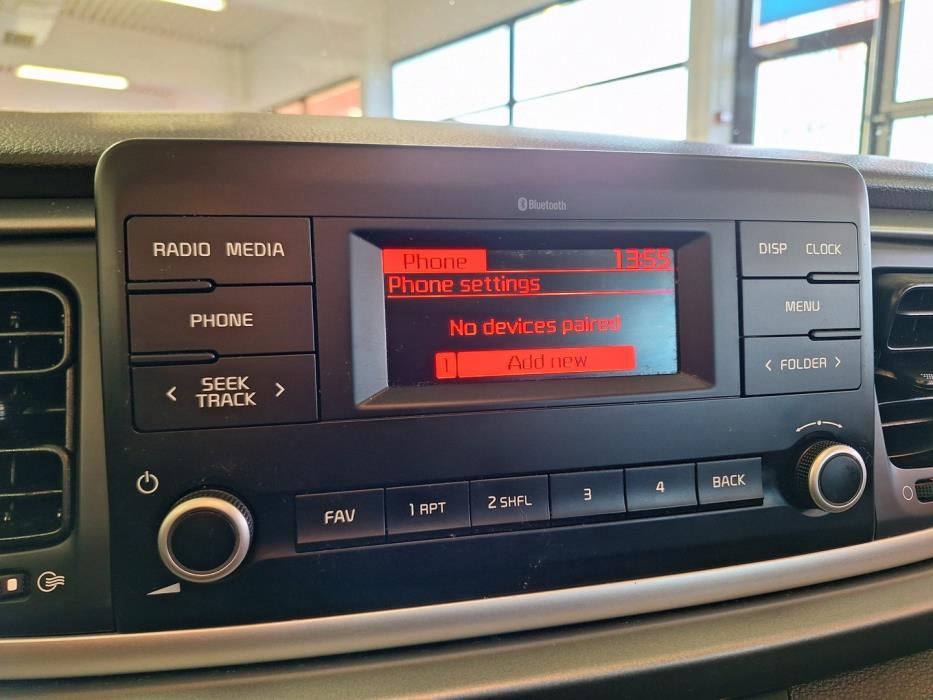 Bluetooth
RADIO MEDIA
PHONE
< SEEK >
TRACK
Phone 13:55
Phone settings
No devices paired
1 Add new
DISP CLOCK
MENU
< FOLDER >
FAV
1 RPT
2 SHFL
3
4
BACK